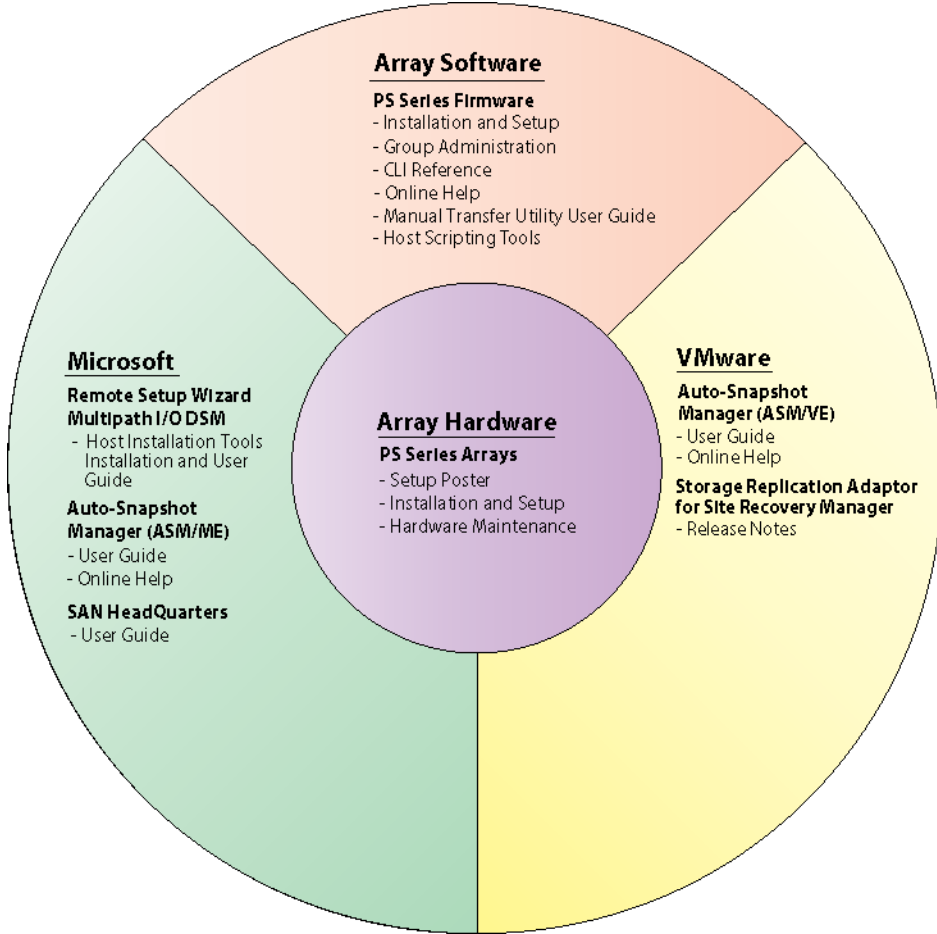 Array Software
PS Series Firmware
- Installation and Setup
- Group Administration
- CLI Reference
- Online Help
- Manual Transfer Utility User Guide
- Host Scripting Tools
Microsoft
Remote Setup Wizard
Multipath I/O DSM
- Host Installation Tools
Installation and User
Guide
Auto-Snapshot
Manager (ASM/ME)
- User Guide
- Online Help
SAN HeadQuarters
- User Guide
Array Hardware
PS Series Arrays
- Setup Poster
- Installation and Setup
- Hardware Maintenance
VMware
Auto-Snapshot
Manager (ASM/VE)
- User Guide
- Online Help
Storage Replication Adaptor
for Site Recovery Manager
- Release Notes